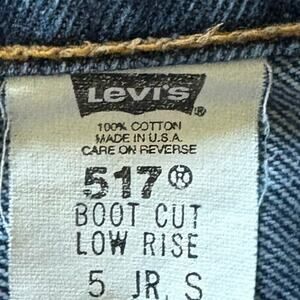 Levi's®
100% COTTON
MADE IN U.S.A.
CARE ON REVERSE
517®
BOOT CUT
LOW RISE
5 JR. S